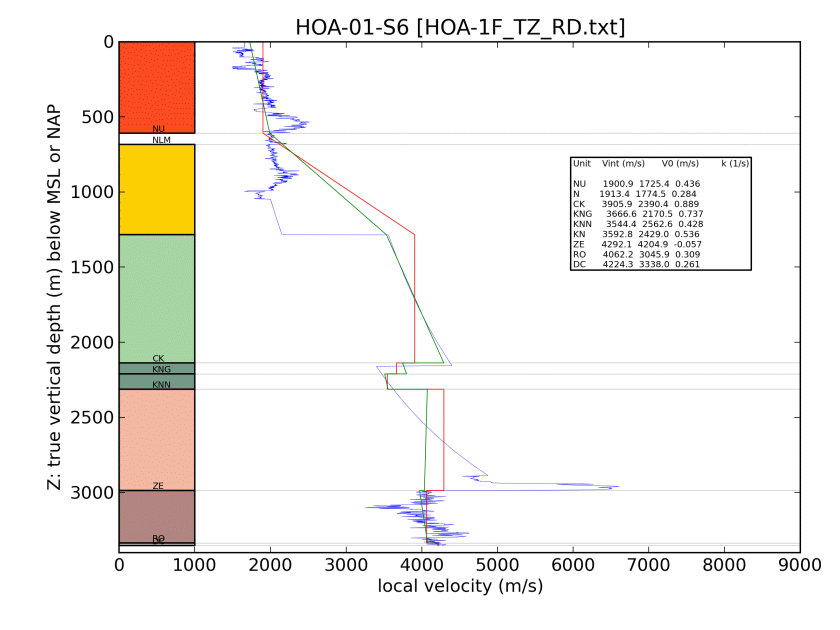 HOA-01-S6 [HOA-1F_TZ_RD.txt]
0
500
1000
1500
2000
2500
3000
Z: true vertical depth (m) below MSL or NAP
NU
NLM
CK
KNG
KNN
ZE
RO
Unit Vint (m/s) V0 (m/s) k (1/s)
NU 1900.9 1725.4 0.436
N 1913.4 1774.5 0.284
CK 3905.9 2390.4 0.889
KNG 3666.6 2170.5 0.737
KNN 3544.4 2562.6 0.428
KN 3592.8 2429.0 0.536
ZE 4292.1 4204.9 -0.057
RO 4062.2 3045.9 0.309
DC 4224.3 3338.0 0.261
0 1000 2000 3000 4000 5000 6000 7000 8000 9000
local velocity (m/s)